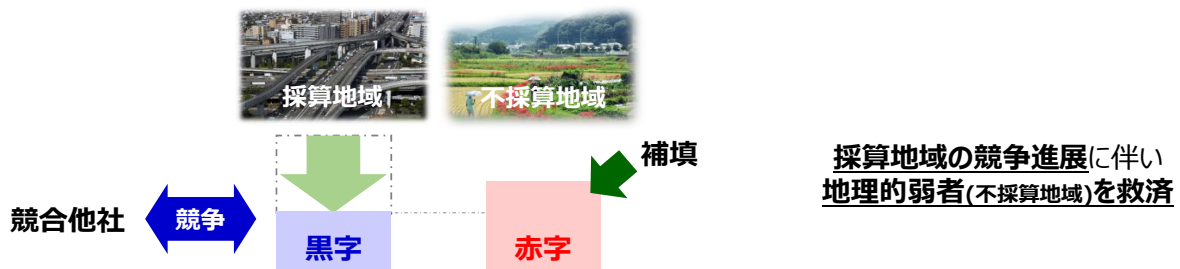 採算地域
不採算地域
補填
採算地域の競争進展に伴い
地理的弱者(不採算地域)を救済
競合他社
競争
黒字
赤字